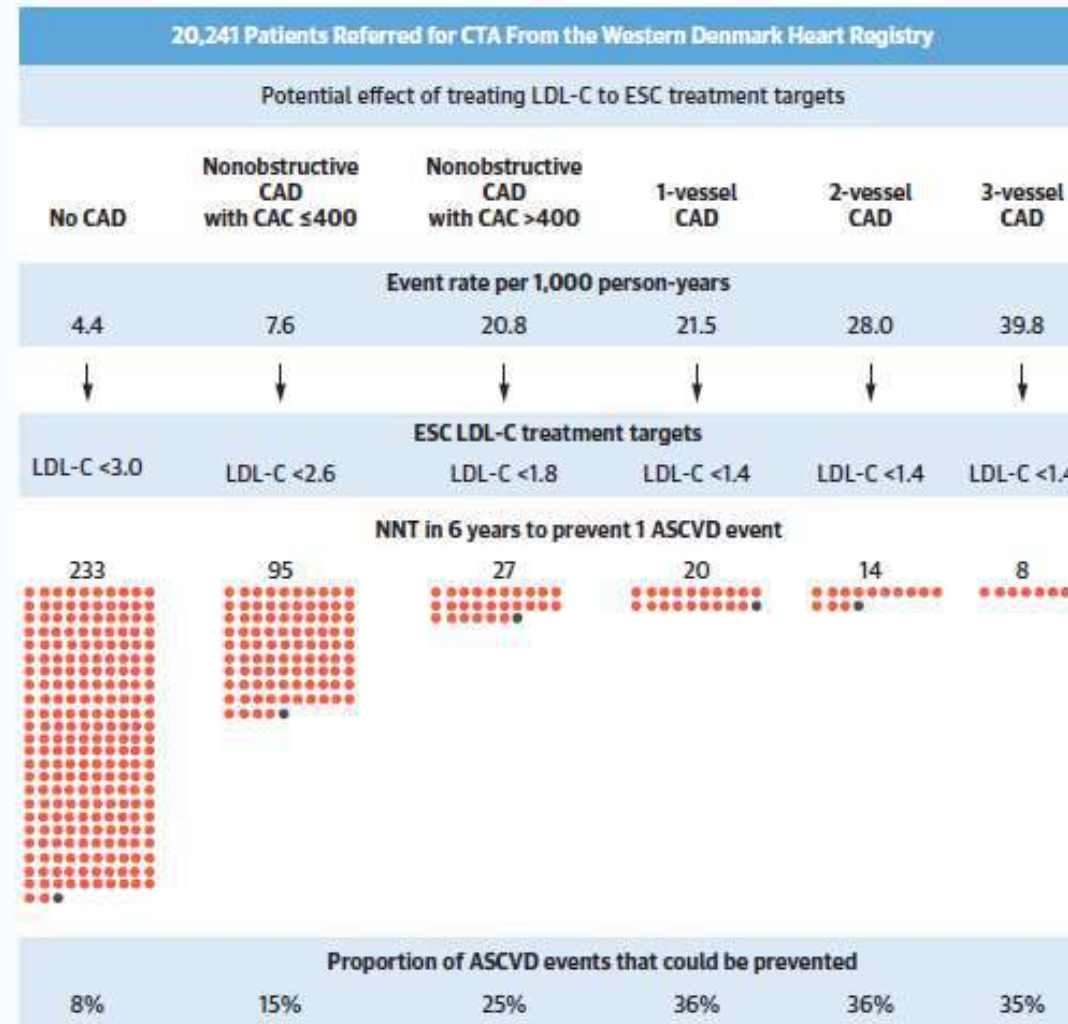 20,241 Patients Referred for CTA From the Western Denmark Heart Registry
Potential effect of treating LDL-C to ESC treatment targets
No CAD
Nonobstructive
CAD
with CAC ≤400
Nonobstructive
CAD
with CAC >400
1-vessel
CAD
2-vessel
CAD
3-vessel
CAD
Event rate per 1,000 person-years
4.4 7.6 20.8 21.5 28.0 39.8
ESC LDL-C treatment targets
LDL-C <3.0 LDL-C <2.6 LDL-C <1.8 LDL-C <1.4 LDL-C <1.4 LDL-C <1.4
NNT in 6 years to prevent 1 ASCVD event
233 95 27 20 14 8
Proportion of ASCVD events that could be prevented
8% 15% 25% 36% 36% 35%